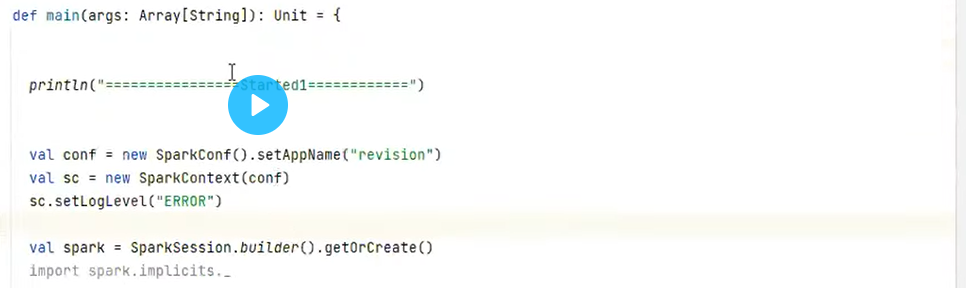 def main(args: Array[String]): Unit = {
println("================Started1============")
val conf = new SparkConf().setAppName("revision")
val sc = new SparkContext(conf)
sc.setLogLevel("ERROR")
val spark = SparkSession.builder().getOrCreate()
import spark.implicits._